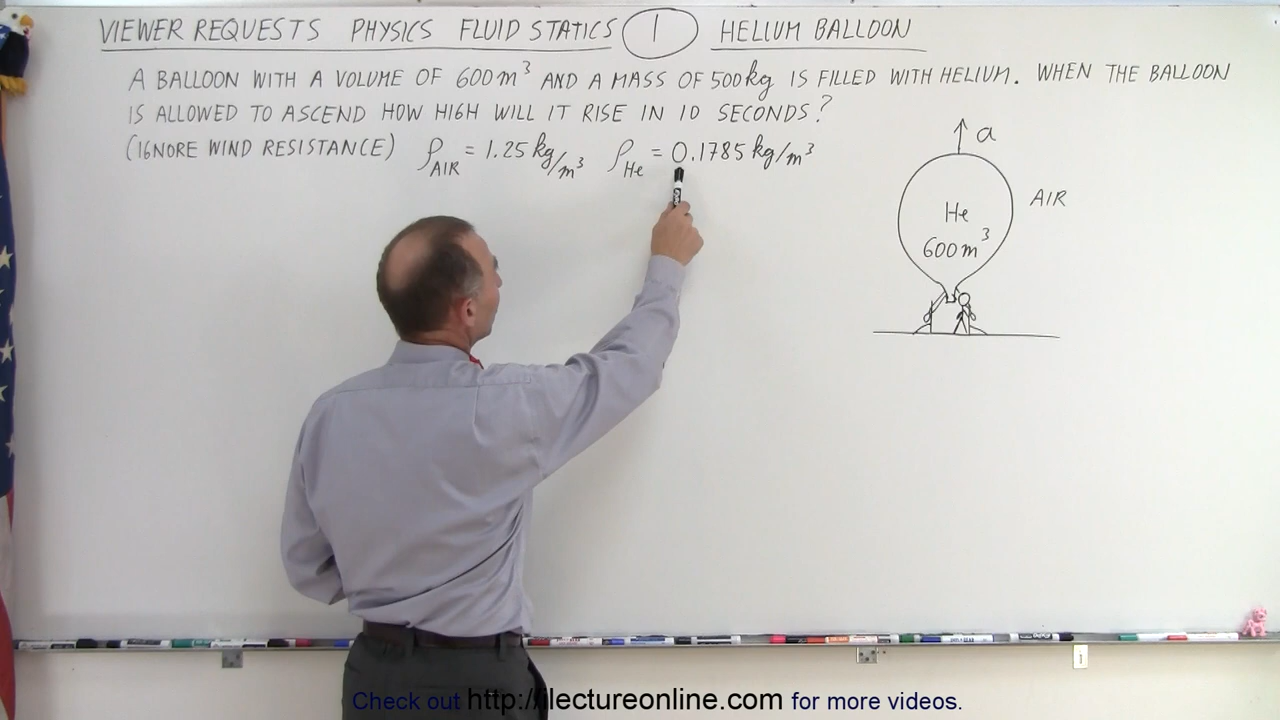 VIEWER REQUESTS PHYSICS FLUID STATICS 1 HELIUM BALLOON
A BALLOON WITH A VOLUME OF 600 m³ AND A MASS OF 500 kg IS FILLED WITH HELIUM. WHEN THE BALLOON
IS ALLOWED TO ASCEND HOW HIGH WILL IT RISE IN 10 SECONDS?
(IGNORE WIND RESISTANCE) ρ_AIR = 1.25 kg/m³ ρ_He = 0.1785 kg/m³
a
AIR
He
600 m³
Check out http://ilectureonline.com for more videos.